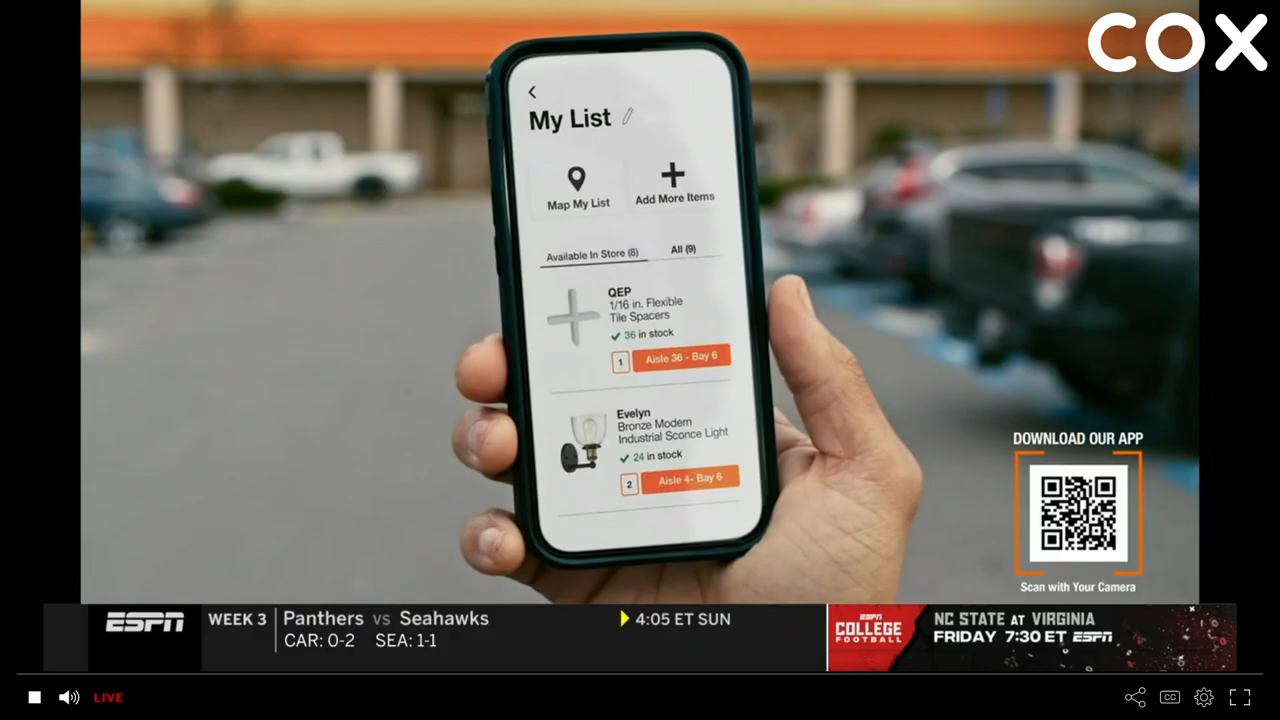 COX
My List
Map My List
Add More Items
Available In Store (8)
All (9)
QEP
1/16 in. Flexible
Tile Spacers
36 in stock
1
Aisle 36 - Bay 6
Evelyn
Bronze Modern
Industrial Sconce Light
24 in stock
2
Aisle 4- Bay 6
DOWNLOAD OUR APP
Scan with Your Camera
ESPN
WEEK 3
Panthers vs Seahawks
CAR: 0-2 SEA: 1-1
4:05 ET SUN
ESPN
COLLEGE
FOOTBALL
NC STATE AT VIRGINIA
FRIDAY 7:30 ET ESPN
LIVE
CC